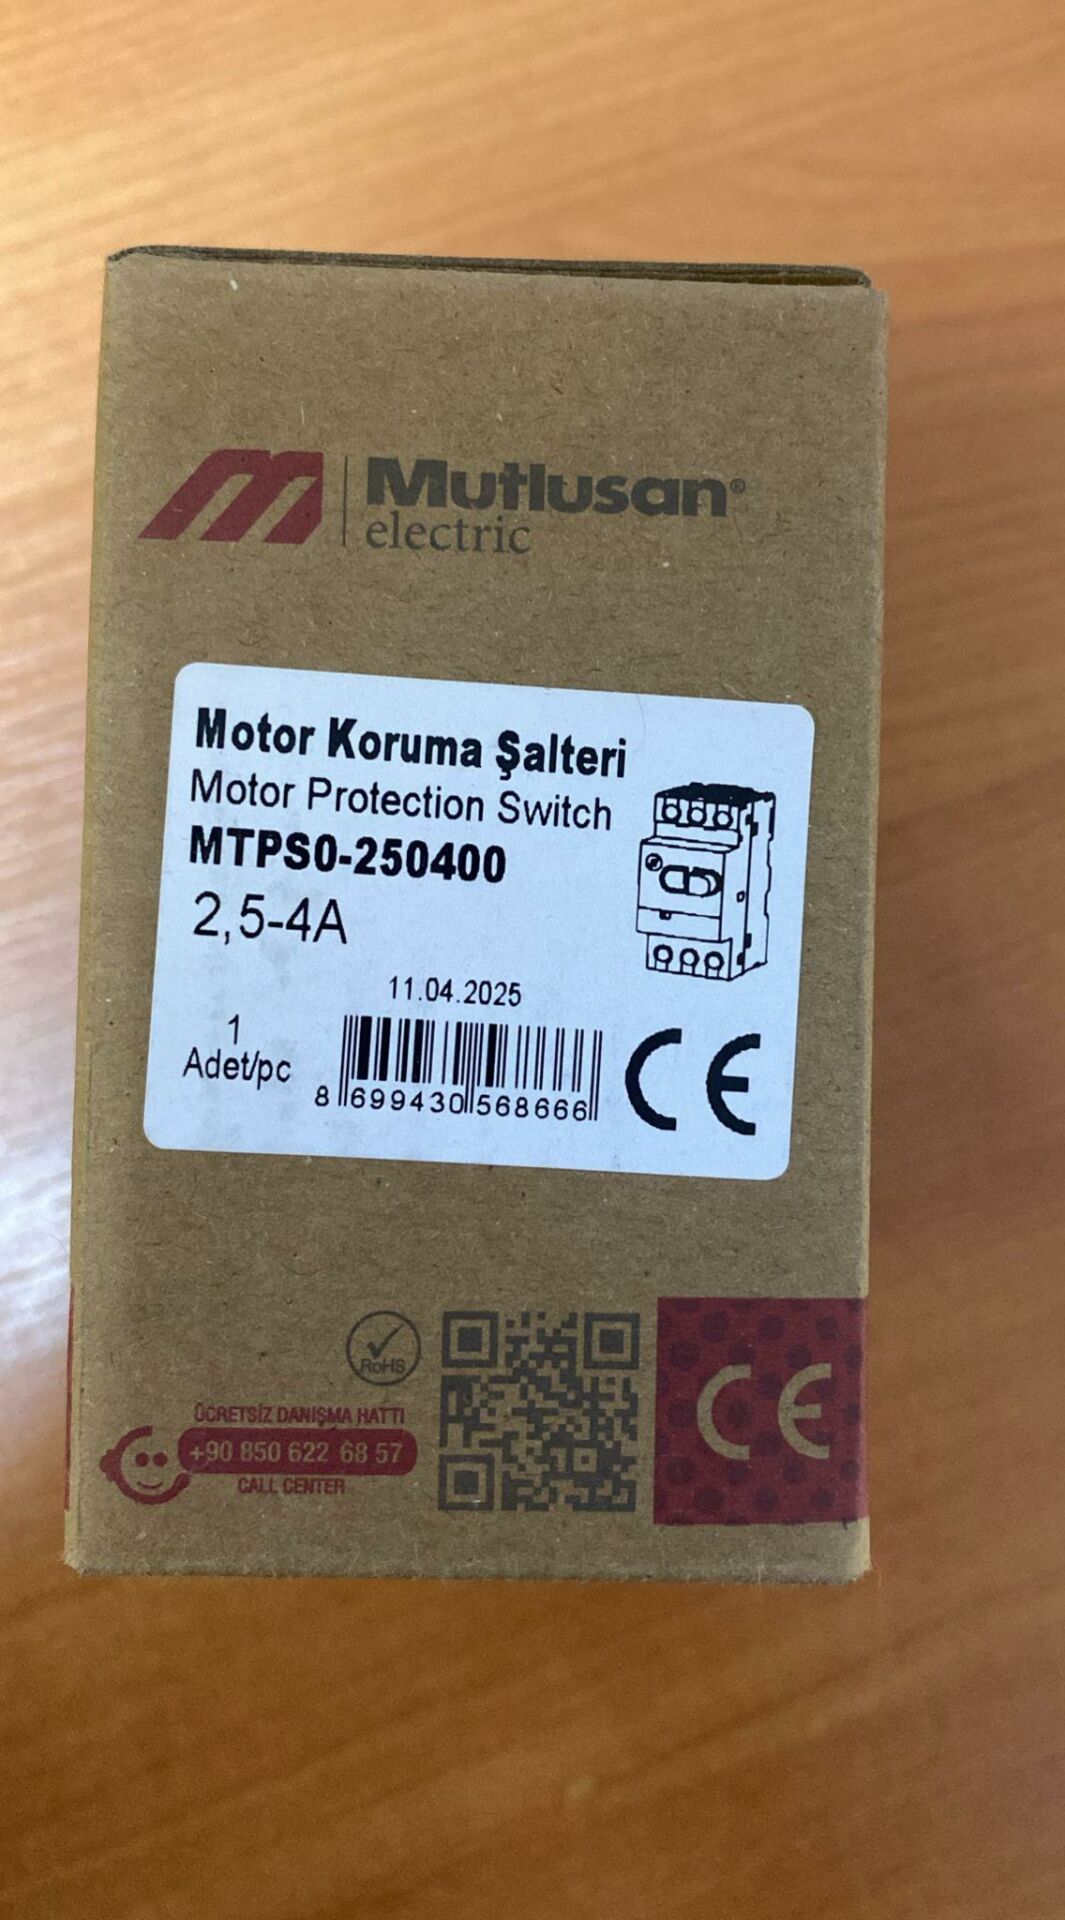 Mutlusan®
electric
Motor Koruma Şalteri
Motor Protection Switch
MTPS0-250400
2,5-4A
11.04.2025
1
Adet/pc
8 699430 568666
CE
RoHS
ÜCRETSİZ DANIŞMA HATTI
+90 850 622 68 57
CALL CENTER
CE